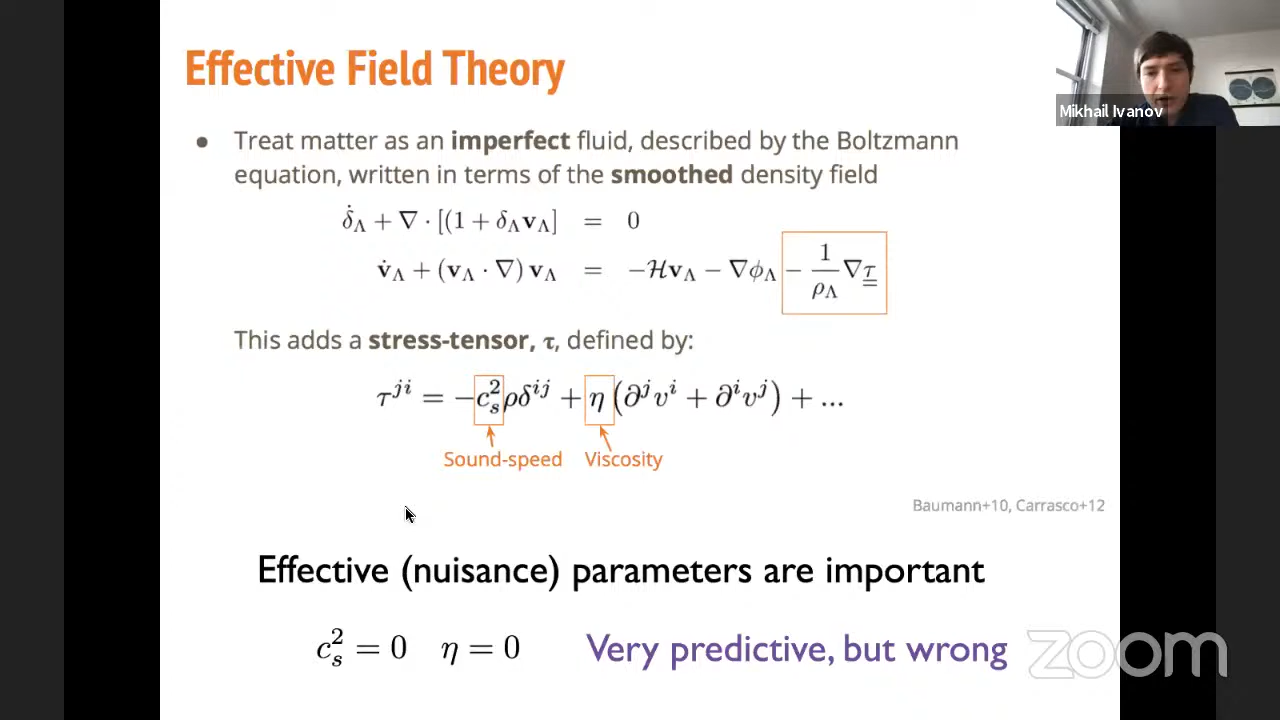 Effective Field Theory
Mikhail Ivanov
● Treat matter as an imperfect fluid, described by the Boltzmann
equation, written in terms of the smoothed density field
δ̇_Λ + ∇ · [(1 + δ_Λ v_Λ] = 0
v̇_Λ + (v_Λ · ∇) v_Λ = −ℋv_Λ − ∇ϕ_Λ − 1/ρ_Λ ∇τ
This adds a stress-tensor, τ, defined by:
τ^{ji} = −c_s^2 ρδ^{ij} + η(∂^j v^i + ∂^i v^j) + ...
Sound-speed Viscosity
Baumann+10, Carrasco+12
Effective (nuisance) parameters are important
c_s^2 = 0 η = 0 Very predictive, but wrong
zoom